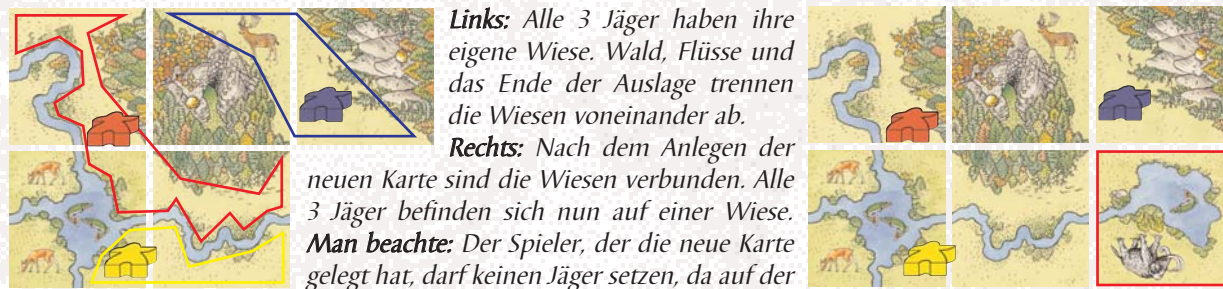 Links: Alle 3 Jäger haben ihre
eigene Wiese. Wald, Flüsse und
das Ende der Auslage trennen
die Wiesen voneinander ab.
Rechts: Nach dem Anlegen der
neuen Karte sind die Wiesen verbunden. Alle
3 Jäger befinden sich nun auf einer Wiese.
Man beachte: Der Spieler, der die neue Karte
gelegt hat, darf keinen Jäger setzen, da auf der